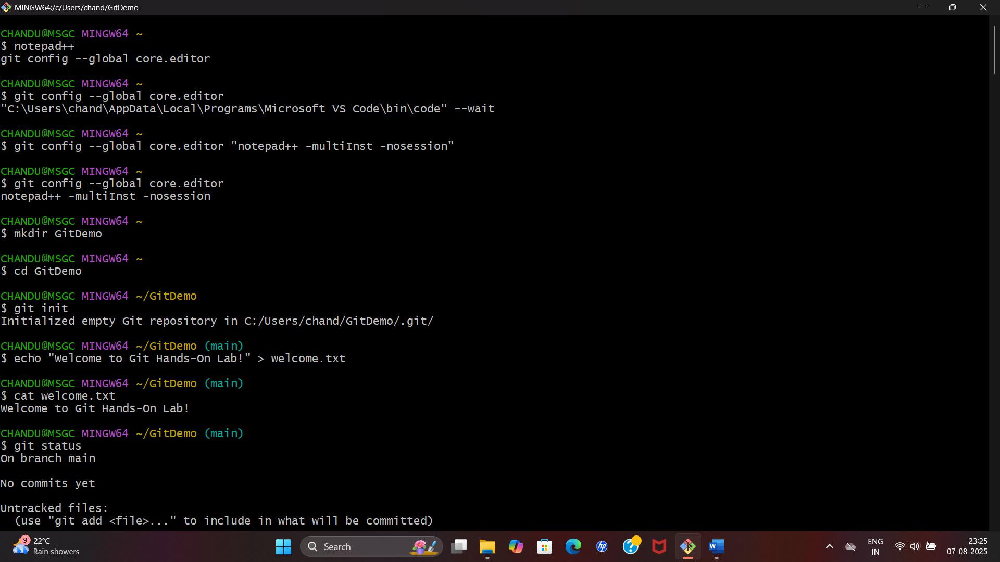 MINGW64:/c/Users/chand/GitDemo
CHANDU@MSGC MINGW64 ~
$ notepad++
git config --global core.editor
CHANDU@MSGC MINGW64 ~
$ git config --global core.editor
"C:\Users\chand\AppData\Local\Programs\Microsoft VS Code\bin\code" --wait
CHANDU@MSGC MINGW64 ~
$ git config --global core.editor "notepad++ -multiInst -nosession"
CHANDU@MSGC MINGW64 ~
$ git config --global core.editor
notepad++ -multiInst -nosession
CHANDU@MSGC MINGW64 ~
$ mkdir GitDemo
CHANDU@MSGC MINGW64 ~
$ cd GitDemo
CHANDU@MSGC MINGW64 ~/GitDemo
$ git init
Initialized empty Git repository in C:/Users/chand/GitDemo/.git/
CHANDU@MSGC MINGW64 ~/GitDemo (main)
$ echo "Welcome to Git Hands-On Lab!" > welcome.txt
CHANDU@MSGC MINGW64 ~/GitDemo (main)
$ cat welcome.txt
Welcome to Git Hands-On Lab!
CHANDU@MSGC MINGW64 ~/GitDemo (main)
$ git status
On branch main
No commits yet
Untracked files:
(use "git add <file>..." to include in what will be committed)
9
22°C
Rain showers
Search
hp
?
W
ENG
IN
23:25
07-08-2025